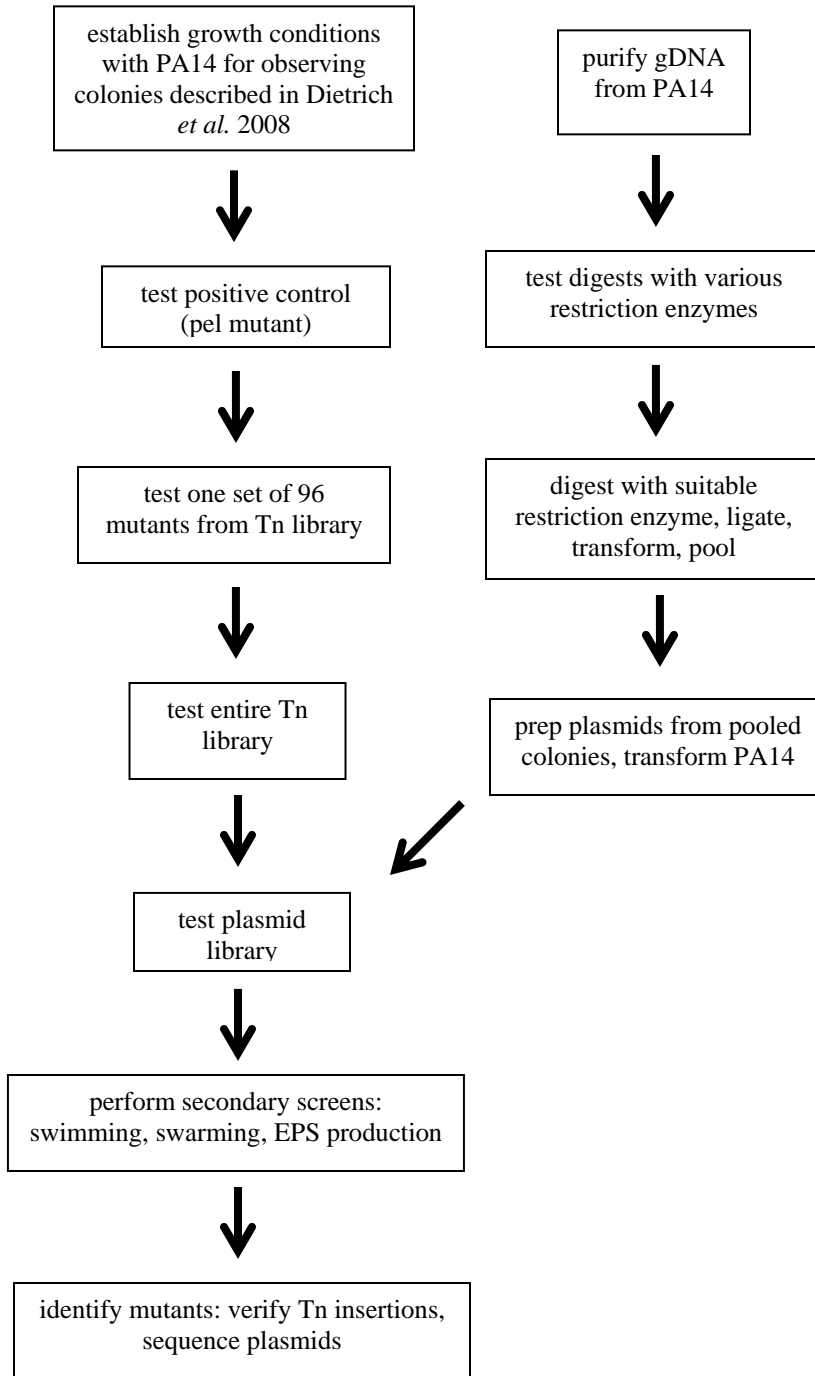 establish growth conditions
with PA14 for observing
colonies described in Dietrich
et al. 2008
purify gDNA
from PA14
test positive control
(pel mutant)
test digests with various
restriction enzymes
test one set of 96
mutants from Tn library
digest with suitable
restriction enzyme, ligate,
transform, pool
test entire Tn
library
prep plasmids from pooled
colonies, transform PA14
test plasmid
library
perform secondary screens:
swimming, swarming, EPS production
identify mutants: verify Tn insertions,
sequence plasmids